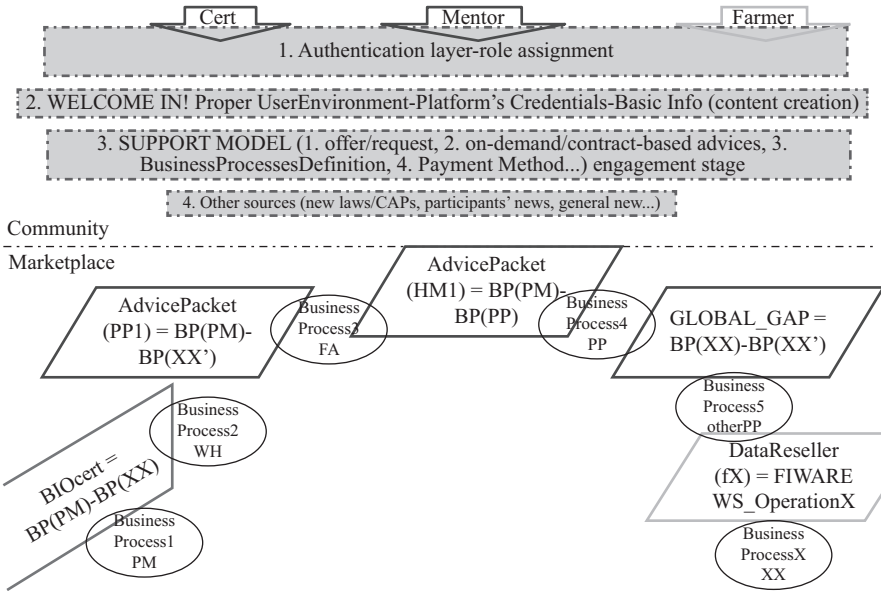 Cert
Mentor
Farmer
1. Authentication layer-role assignment
2. WELCOME IN! Proper UserEnvironment-Platform's Credentials-Basic Info (content creation)
3. SUPPORT MODEL (1. offer/request, 2. on-demand/contract-based advices, 3.
BusinessProcessesDefinition, 4. Payment Method...) engagement stage
4. Other sources (new laws/CAPs, participants' news, general new...)
Community
Marketplace
AdvicePacket
(PP1) = BP(PM)-
BP(XX')
Business
Process3
FA
AdvicePacket
(HM1) = BP(PM)-
BP(PP)
Business
Process4
PP
GLOBAL_GAP =
BP(XX)-BP(XX')
BIOcert =
BP(PM)-BP(XX)
Business
Process2
WH
Business
Process1
PM
Business
Process5
otherPP
DataReseller
(fX) = FIWARE
WS_OperationX
Business
ProcessX
XX